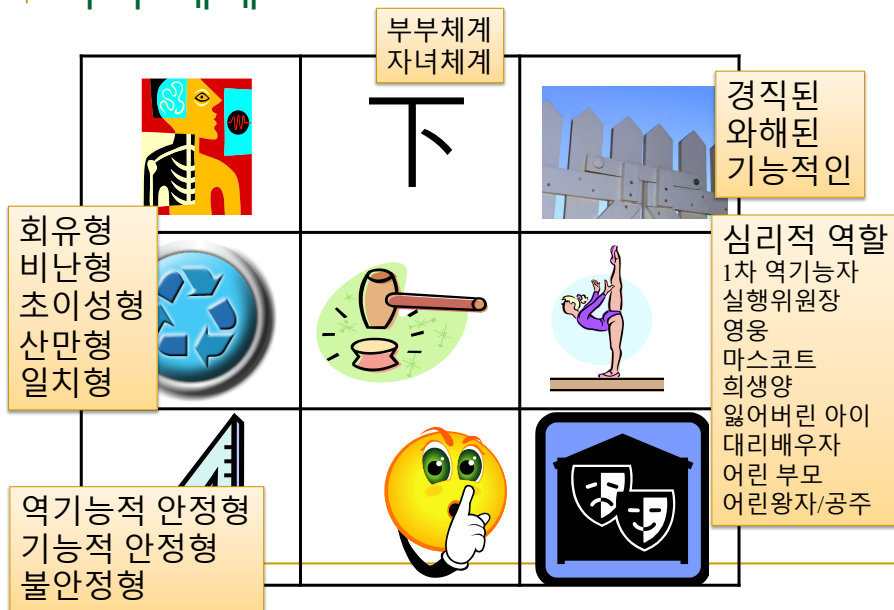 부부체계
자녀체계
下
경직된
와해된
기능적인
회유형
비난형
초이성형
산만형
일치형
심리적 역할
1차 역기능자
실행위원장
영웅
마스코트
희생양
잃어버린 아이
대리배우자
어린 부모
어린왕자/공주
역기능적 안정형
기능적 안정형
불안정형